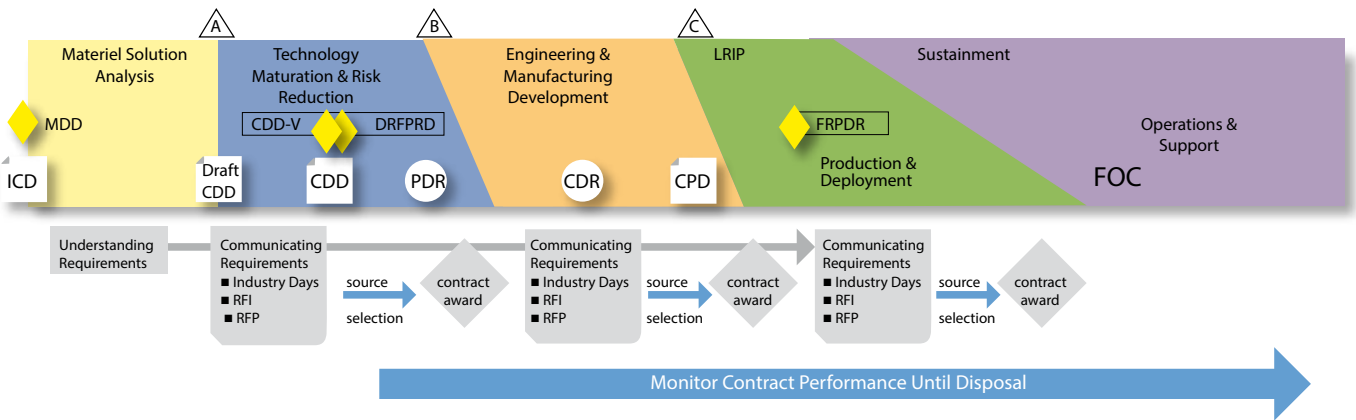 A
B
C
Materiel Solution
Analysis
Technology
Maturation & Risk
Reduction
Engineering &
Manufacturing
Development
LRIP
Sustainment
MDD
CDD-V
DRFPRD
FRPDR
Operations &
Support
ICD
Draft
CDD
CDD
PDR
CDR
CPD
Production &
Deployment
FOC
Understanding
Requirements
Communicating
Requirements
■ Industry Days
■ RFI
■ RFP
source
selection
contract
award
Communicating
Requirements
■ Industry Days
■ RFI
■ RFP
source
selection
contract
award
Communicating
Requirements
■ Industry Days
■ RFI
■ RFP
source
selection
contract
award
Monitor Contract Performance Until Disposal